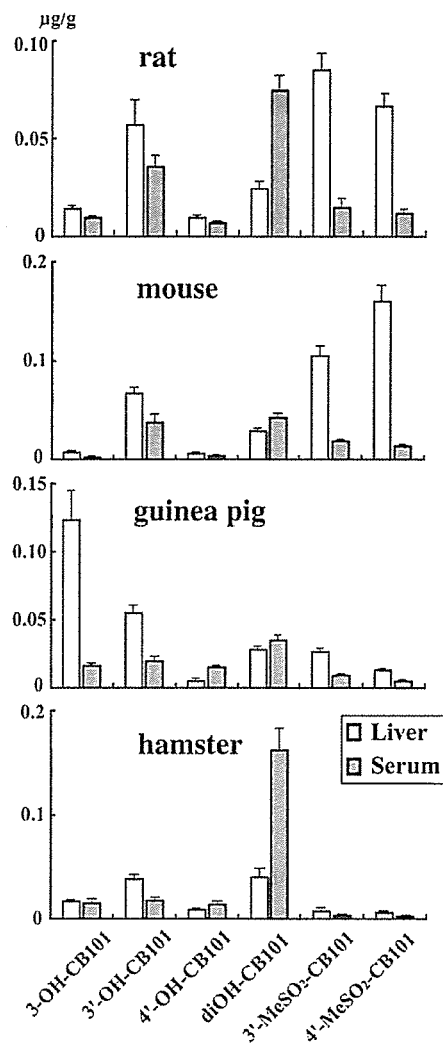 µg/g
rat
0.10
0.05
0
mouse
0.2
0.1
0
guinea pig
0.15
0.10
0.05
0
hamster
0.2
0.1
0
Liver
Serum
3-OH-CB101
3'-OH-CB101
4'-OH-CB101
diOH-CB101
3'-MeSO₂-CB101
4'-MeSO₂-CB101